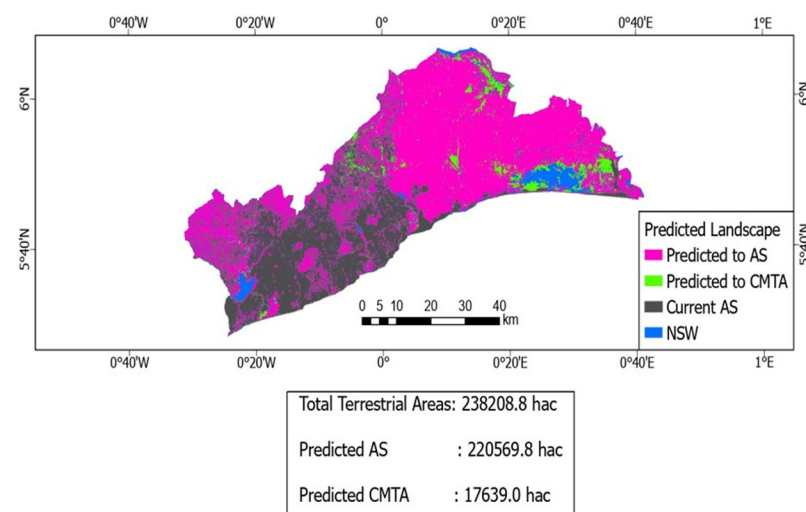 0°40'W 0°20'W 0° 0°20'E 0°40'E 1°E
6°N 6°N
Predicted Landscape
Predicted to AS
5°40'N 5°40'N
Predicted to CMTA
0 5 10 20 30 40
Current AS
km
NSW
0°40'W 0°20'W 0° 0°20'E 0°40'E 1°E
Total Terrestrial Areas: 238208.8 hac
Predicted AS : 220569.8 hac
Predicted CMTA : 17639.0 hac